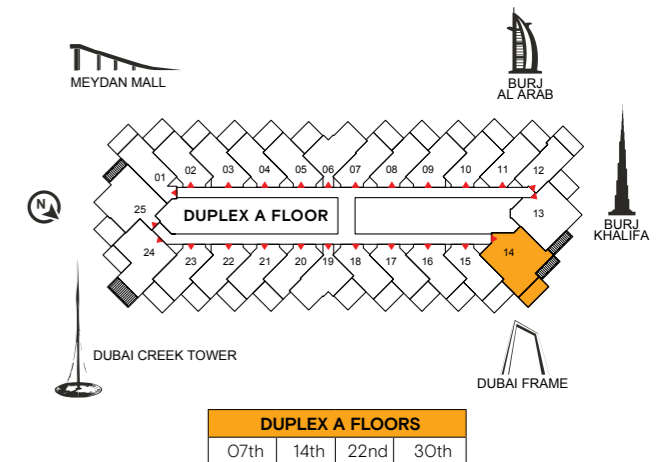 MEYDAN MALL
BURJ
AL ARAB
01 02 03 04 05 06 07 08 09 10 11 12
N
25
DUPLEX A FLOOR
13
BURJ
KHALIFA
24 23 22 21 20 19 18 17 16 15 14
DUBAI CREEK TOWER
DUBAI FRAME
DUPLEX A FLOORS
07th 14th 22nd 30th